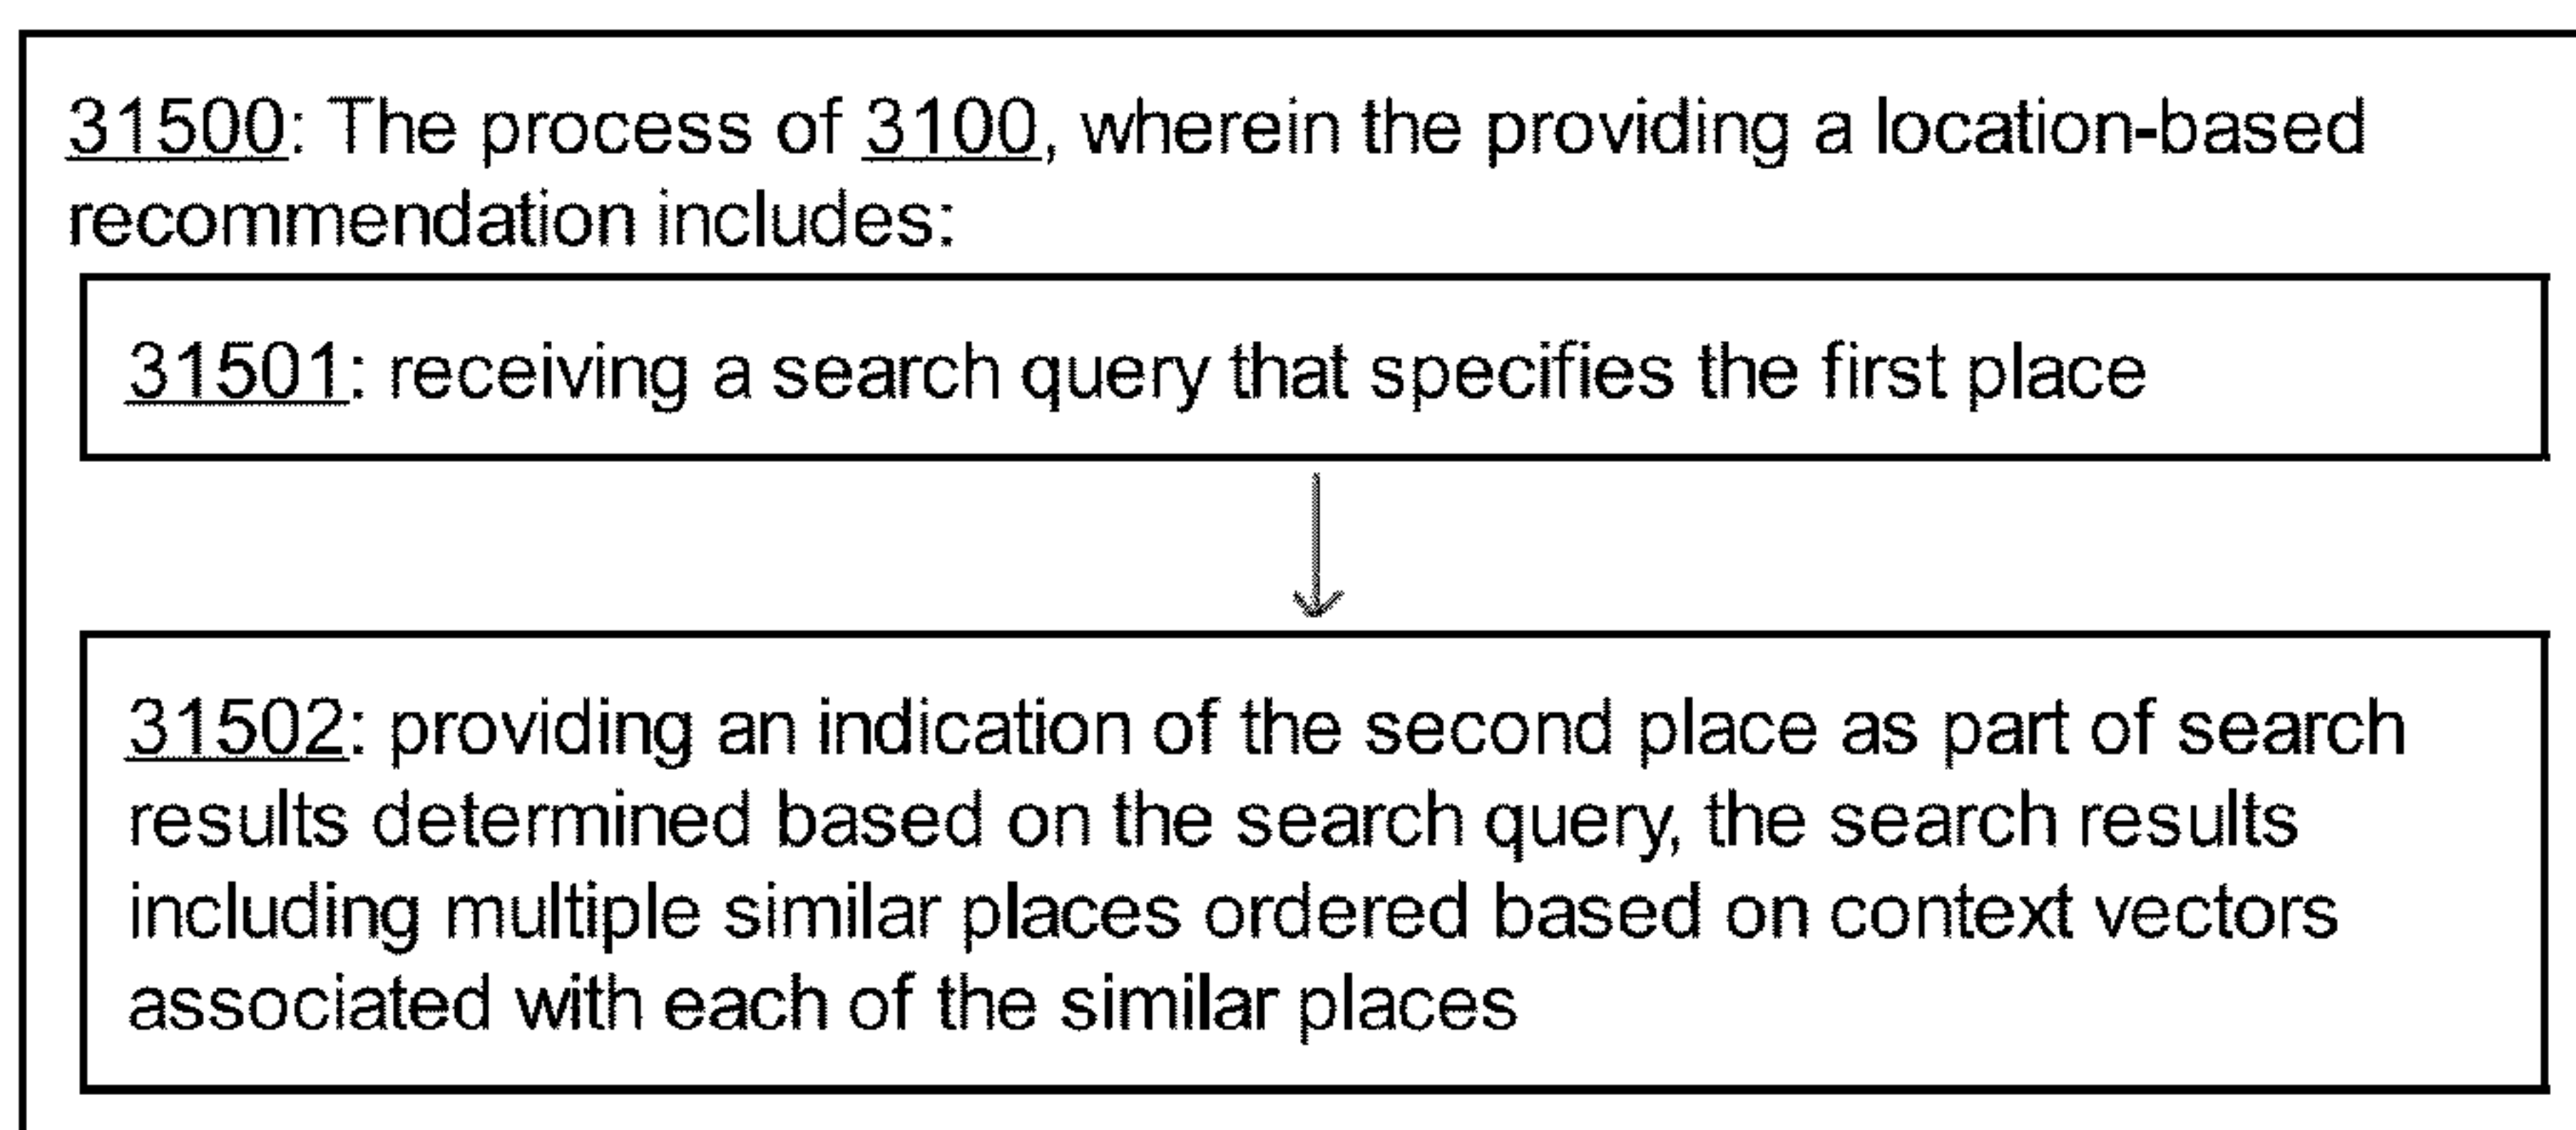 31500: The process of 3100, wherein the providing a location-based
recommendation includes:
31501: receiving a search query that specifies the first place
31502: providing an indication of the second place as part of search
results determined based on the search query, the search results
including multiple similar places ordered based on context vectors
associated with each of the similar places